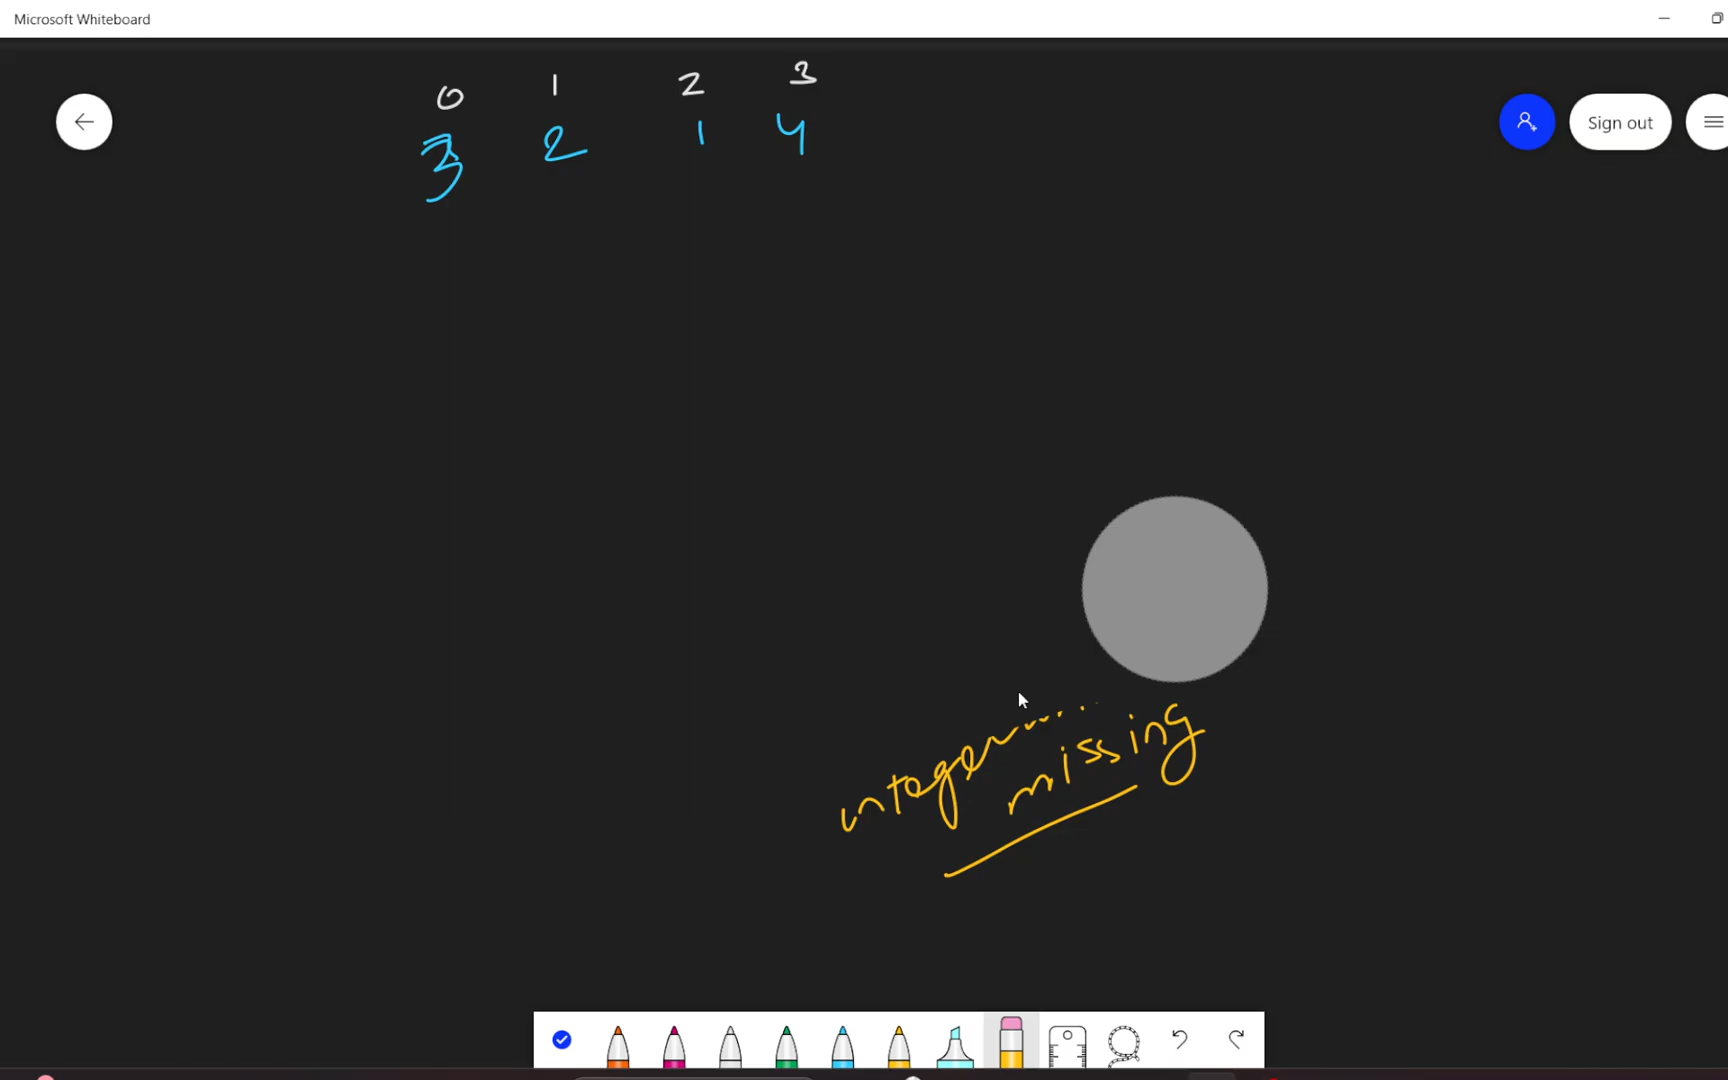 Microsoft Whiteboard
0 1 2 3
3 2 1 4
Sign out
missing